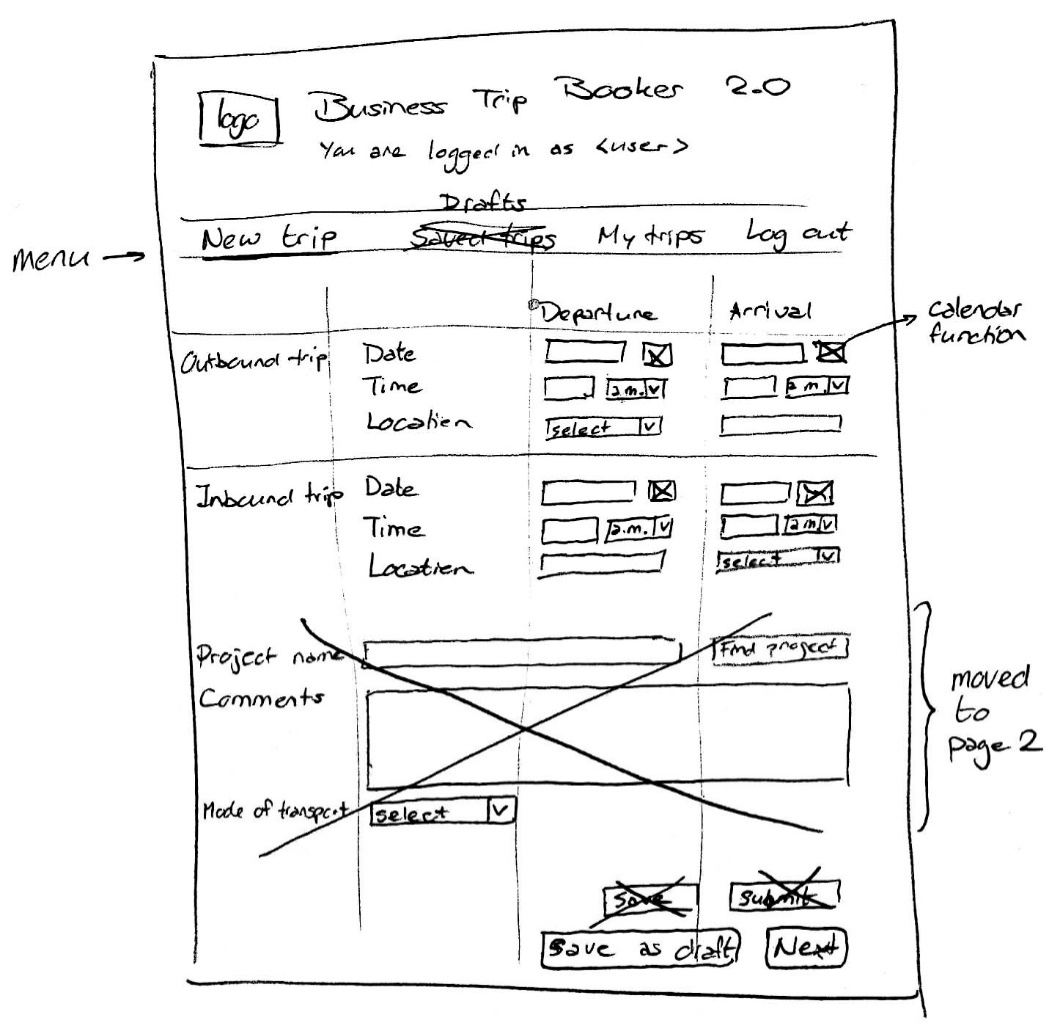 logo
Business Trip Booker 2.0
You are logged in as <user>
Drafts
New trip Saved trips My trips Log out
menu
Departure Arrival
calendar
function
Outbound trip Date
Time a.m. a.m.
Location select
Inbound trip Date
Time a.m. a.m.
Location select
Project name Find project
Comments
moved
to
page 2
Mode of transport select
Save Submit
Save as draft Next